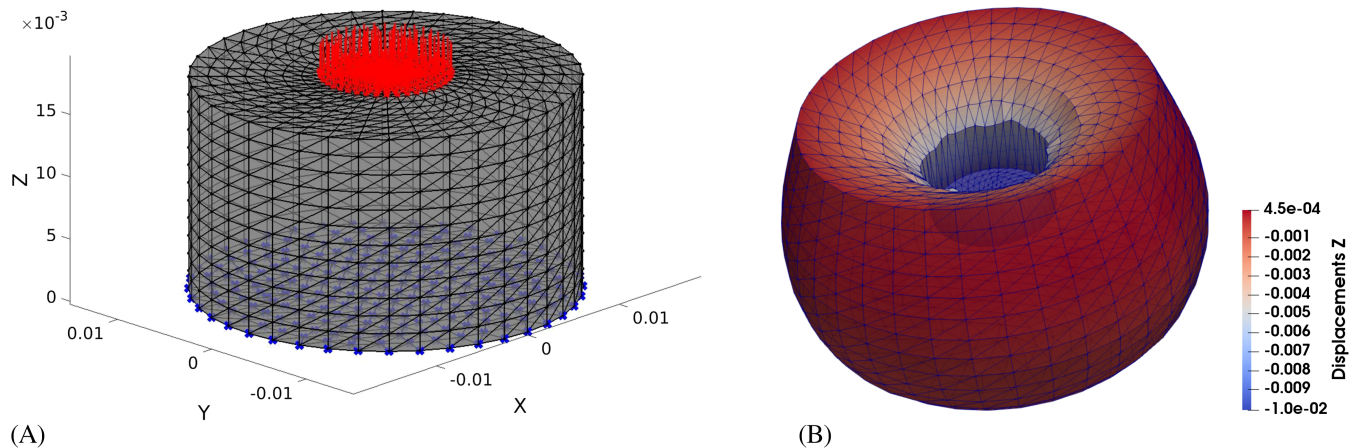 ×10⁻³
15
10
5
0
Z
0.01
0
-0.01
Y
-0.01
0
0.01
X
(A)
4.5e-04
-0.001
-0.002
-0.003
-0.004
-0.005
-0.006
-0.007
-0.008
-0.009
-1.0e-02
Displacements Z
(B)